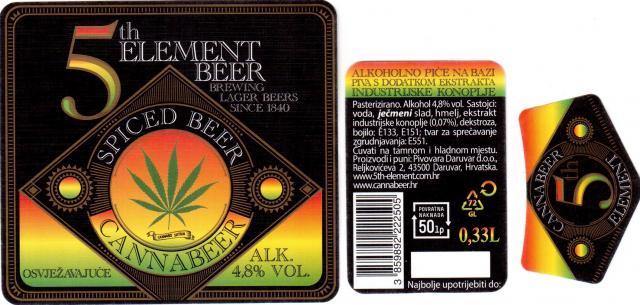 5th
ELEMENT
BEER
BREWING
LAGER BEERS
SINCE 1840
SPICED BEER
CANNABIS SATIVA
CANNABEER
OSVJEŽAVAJUĆE
ALK.
4,8% VOL.
ALKOHOLNO PIĆE NA BAZI
PIVA S DODATKOM EKSTRAKTA
INDUSTRIJSKE KONOPLJE
Pasterizirano. Alkohol 4,8% vol. Sastojci:
voda, ječmeni slad, hmelj, ekstrakt
industrijske konoplje (0,07%), dekstroza,
bojilo: E133, E151; tvar za sprečavanje
zgrudnjavanja: E551.
Čuvati na tamnom i hladnom mjestu.
Proizvodi i puni: Pivovara Daruvar d.o.o.,
Reljkovićeva 2, 43500 Daruvar, Hrvatska.
www.5th-element.com.hr
www.cannabeer.hr
3 859892 222505
POVRATNA
NAKNADA
50lp
72
GL
0,33L
Najbolje upotrijebiti do:
CANNABEER
5th
ELEMENT